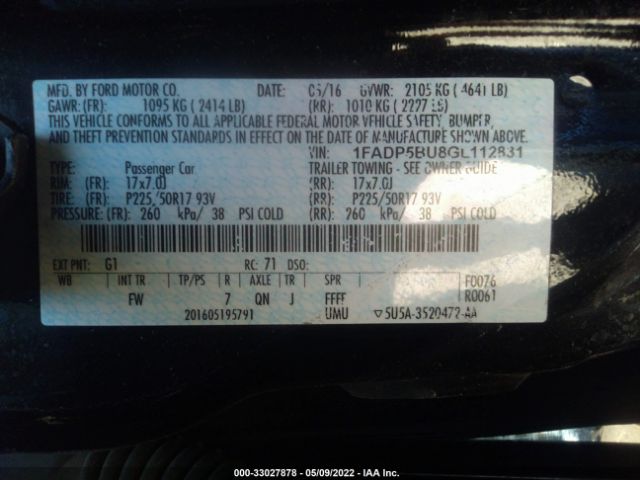 MFD. BY FORD MOTOR CO. DATE: 05/16 GVWR: 2105 KG ( 4641 LB)
GAWR: (FR): 1095 KG ( 2414 LB) (RR): 1010 KG ( 2227 LB)
THIS VEHICLE CONFORMS TO ALL APPLICABLE FEDERAL MOTOR VEHICLE SAFETY, BUMPER,
AND THEFT PREVENTION STANDARDS IN EFFECT ON THE DATE OF MANUFACTURE SHOWN ABOVE.
VIN: 1FADP5BU8GL112831
TYPE: Passenger Car TRAILER TOWING - SEE OWNER GUIDE
RIM: (FR): 17x7.0J (RR): 17x7.0J
TIRE: (FR): P225/50R17 93V (RR): P225/50R17 93V
PRESSURE: (FR): 260 kPa/ 38 PSI COLD (RR): 260 kPa/ 38 PSI COLD
EXT PNT: G1 RC: 71 DSO:
WB INT TR TP/PS R AXLE TR SPR F0076
FW 7 QN J FFFF R0061
201605195791 UMU ▽5U5A-3520472-AA
000-33027878 - 05/09/2022 - IAA Inc.